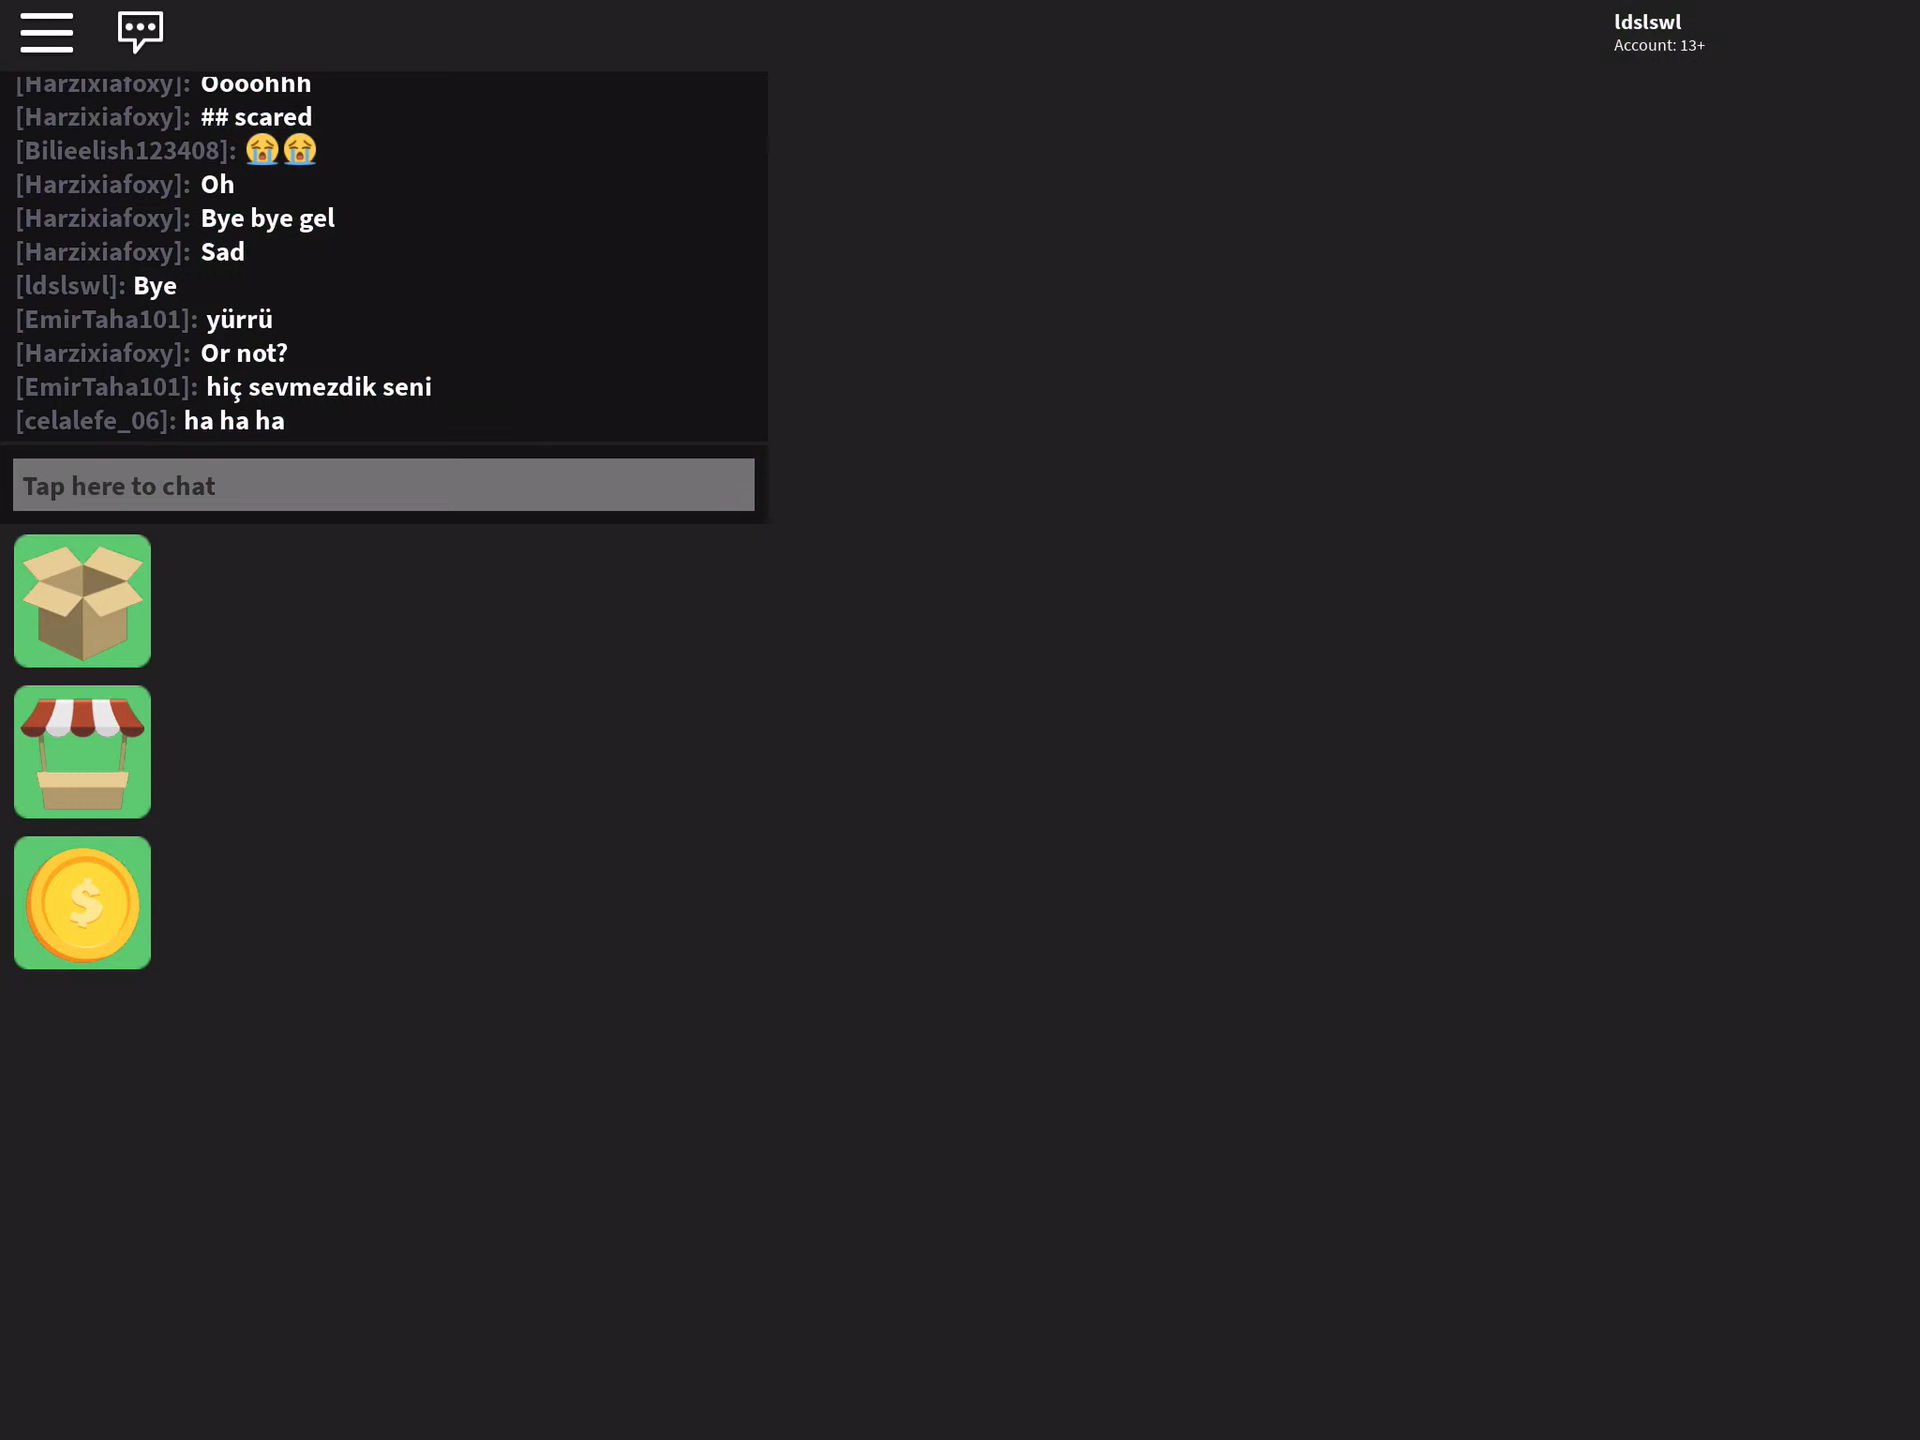 ldslswl
Account: 13+
[Harzixiafoxy]: Oooohhh
[Harzixiafoxy]: ## scared
[Bilieelish123408]: 😭😭
[Harzixiafoxy]: Oh
[Harzixiafoxy]: Bye bye gel
[Harzixiafoxy]: Sad
[ldslswl]: Bye
[EmirTaha101]: yürrü
[Harzixiafoxy]: Or not?
[EmirTaha101]: hiç sevmezdik seni
[celalefe_06]: ha ha ha
Tap here to chat
$